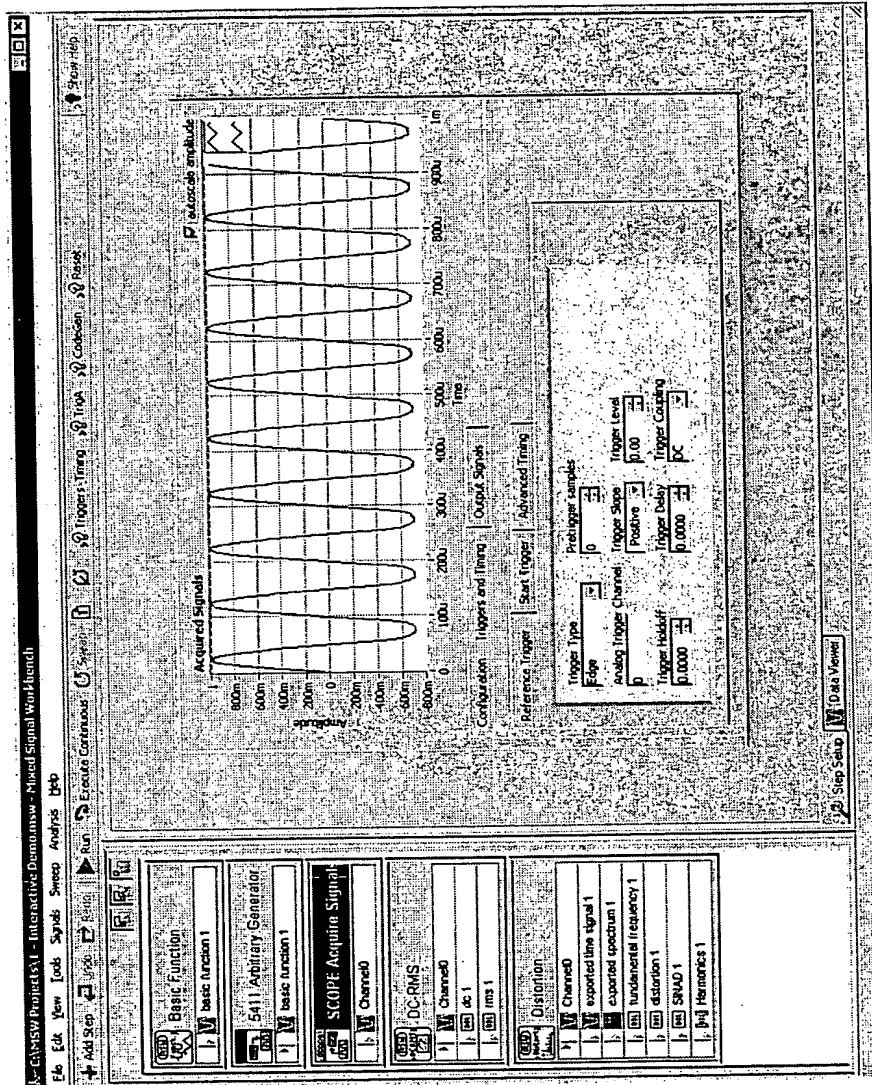 C:\MSW Projects\1 - Interactive Demo.msw - Mixed Signal Workbench
File Edit View Tools Signals Sweep Analysis Help
Add Step Undo Redo Run Execute Continuous Sweep Triggers-Timing TrigA CodeGen Reset Show Help
Basic Function
basic function 1
5411 Arbitrary Generator
basic function 1
SCOPE Acquire Signals
Channel0
DC-RMS
Channel0
dc 1
rms 1
Distortion
Channel0
exported time signal 1
exported spectrum 1
fundamental frequency 1
distortion 1
SINAD 1
Harmonics 1
Acquired Signals
autoscale amplitude
Amplitude
1
800m
600m
400m
200m
0
-200m
-400m
-600m
-800m
0 100u 200u 300u 400u 500u 600u 700u 800u 900u 1m
Time
Configuration Triggers and Timing Output Signals
Reference Trigger Start Trigger Advanced Timing
Trigger Type Pretrigger samples
Edge 0
Analog Trigger Channel Trigger Slope Trigger Level
0 Positive 0.00
Trigger Holdoff Trigger Delay Trigger Coupling
0.0000 0.0000 DC
Step Setup Data Viewer